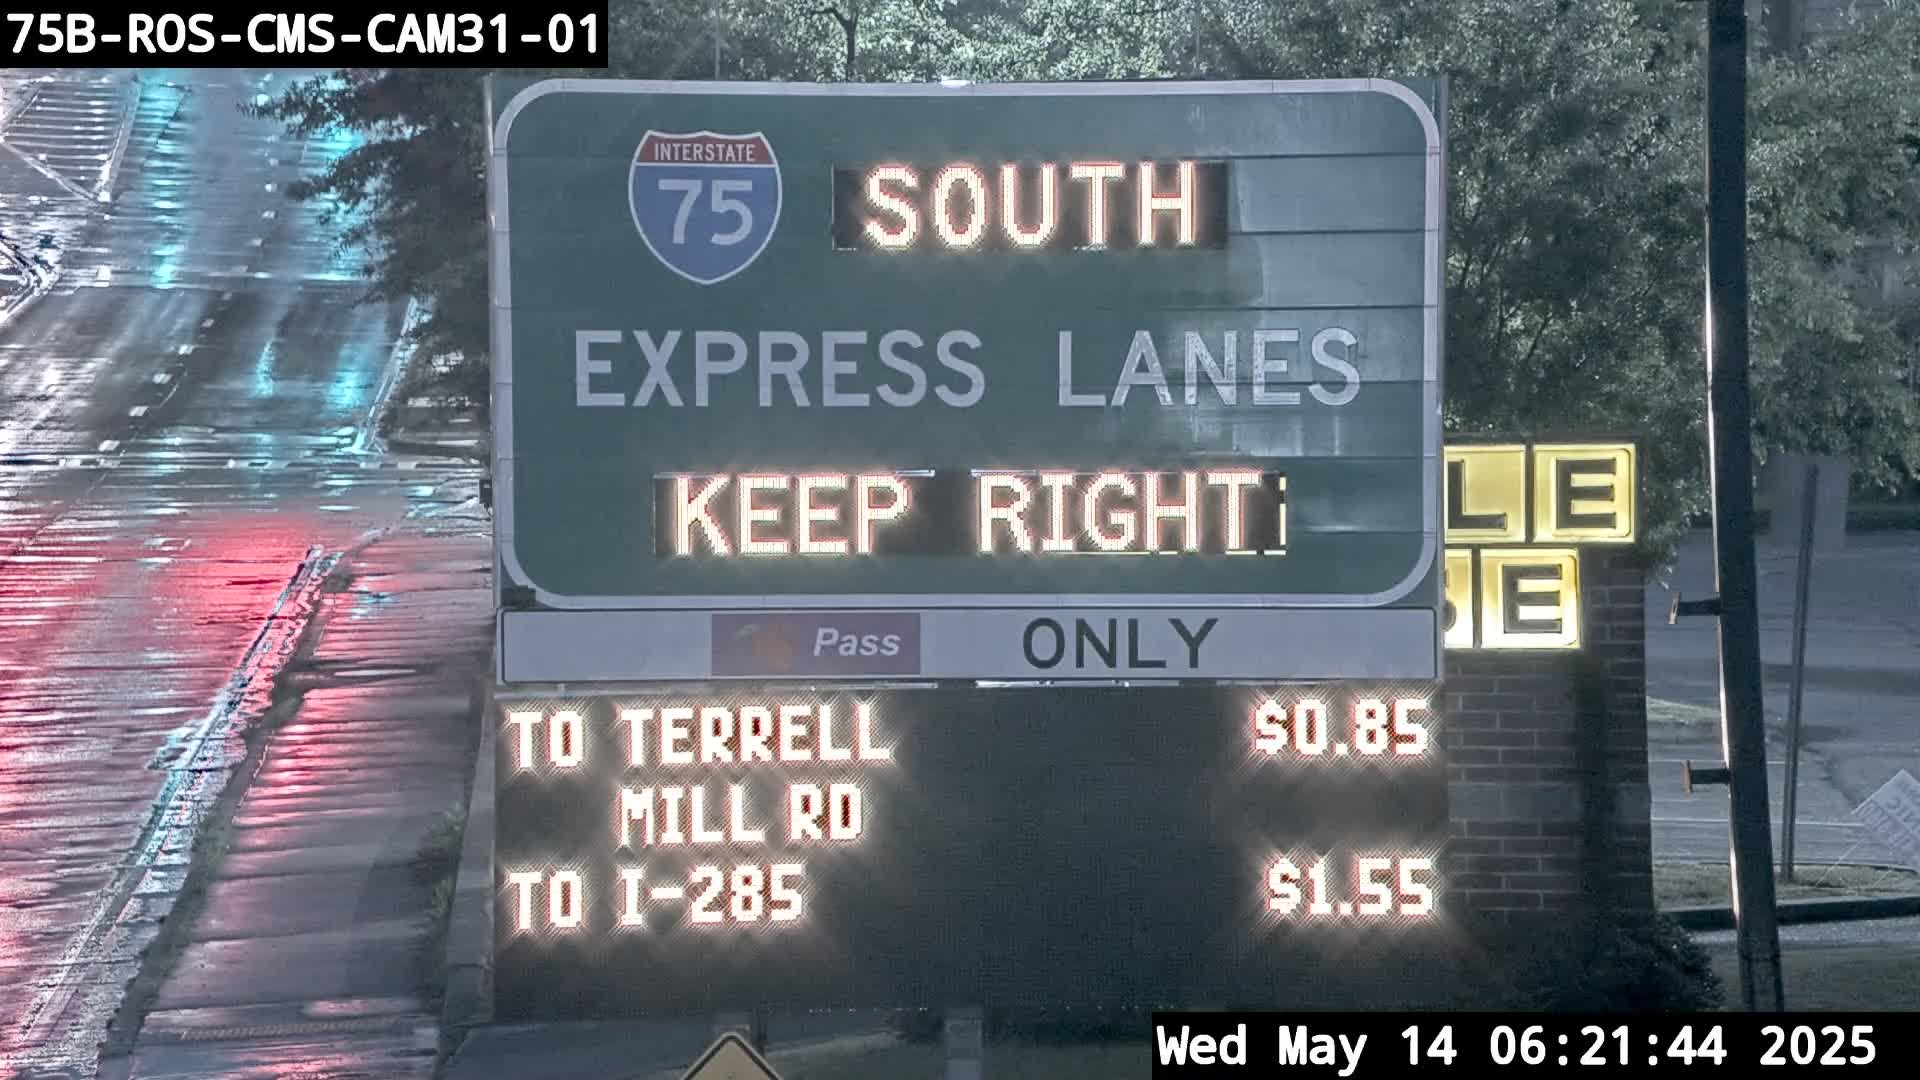 75B-ROS-CMS-CAM31-01
INTERSTATE
75
SOUTH
EXPRESS LANES
KEEP RIGHT
LE
E
Pass ONLY
TO TERRELL $0.85
MILL RD
TO I-285 $1.55
Wed May 14 06:21:44 2025